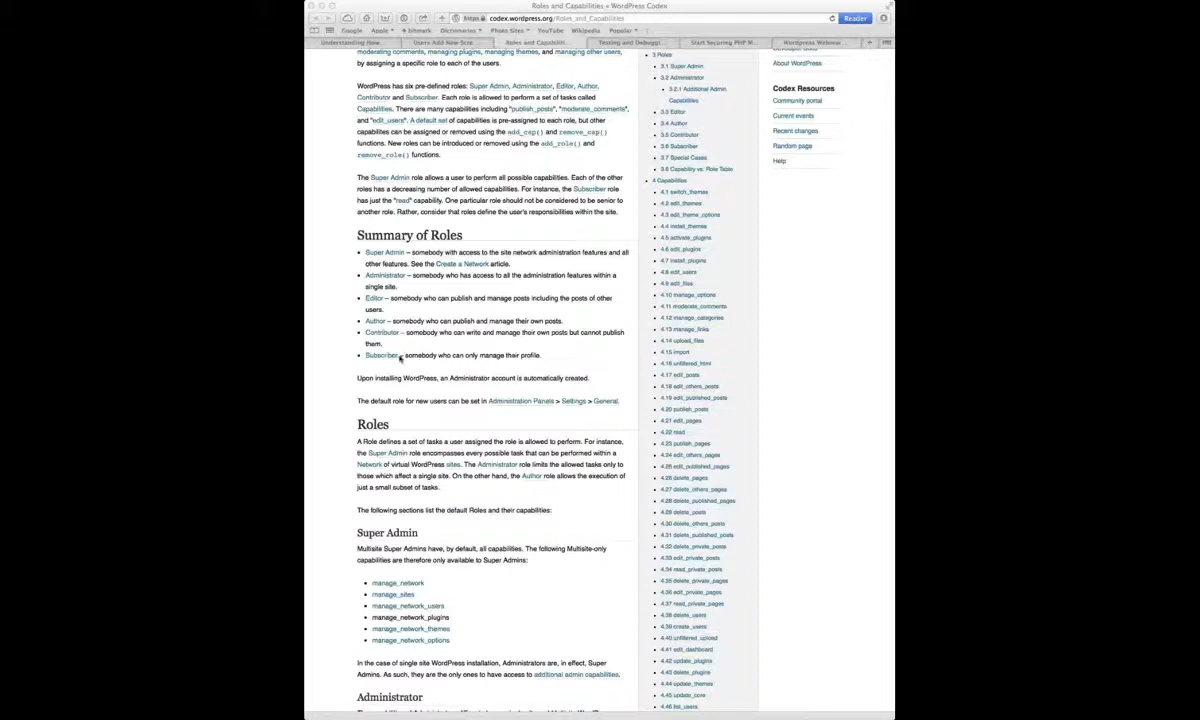 Roles and Capabilities « WordPress Codex
https codex.wordpress.org/Roles_and_Capabilities
Reader
Google Apple bitmark Dictionaries Photo Sites YouTube Wikipedia Popular
Understanding How... Users Add New Scre... Roles and Capabiliti... Testing and Debuggi... Start Securing PHP M... Wordpress Webinar...
moderating comments, managing plugins, managing themes, and managing other users,
by assigning a specific role to each of the users.
WordPress has six pre-defined roles: Super Admin, Administrator, Editor, Author,
Contributor and Subscriber. Each role is allowed to perform a set of tasks called
Capabilities. There are many capabilities including "publish_posts", "moderate_comments",
and "edit_users". A default set of capabilities is pre-assigned to each role, but other
capabilities can be assigned or removed using the add_cap() and remove_cap()
functions. New roles can be introduced or removed using the add_role() and
remove_role() functions.
The Super Admin role allows a user to perform all possible capabilities. Each of the other
roles has a decreasing number of allowed capabilities. For instance, the Subscriber role
has just the "read" capability. One particular role should not be considered to be senior to
another role. Rather, consider that roles define the user's responsibilities within the site.
Summary of Roles
• Super Admin – somebody with access to the site network administration features and all
other features. See the Create a Network article.
• Administrator – somebody who has access to all the administration features within a
single site.
• Editor – somebody who can publish and manage posts including the posts of other
users.
• Author – somebody who can publish and manage their own posts.
• Contributor – somebody who can write and manage their own posts but cannot publish
them.
• Subscriber – somebody who can only manage their profile.
Upon installing WordPress, an Administrator account is automatically created.
The default role for new users can be set in Administration Panels > Settings > General.
Roles
A Role defines a set of tasks a user assigned the role is allowed to perform. For instance,
the Super Admin role encompasses every possible task that can be performed within a
Network of virtual WordPress sites. The Administrator role limits the allowed tasks only to
those which affect a single site. On the other hand, the Author role allows the execution of
just a small subset of tasks.
The following sections list the default Roles and their capabilities:
Super Admin
Multisite Super Admins have, by default, all capabilities. The following Multisite-only
capabilities are therefore only available to Super Admins:
• manage_network
• manage_sites
• manage_network_users
• manage_network_plugins
• manage_network_themes
• manage_network_options
In the case of single site WordPress installation, Administrators are, in effect, Super
Admins. As such, they are the only ones to have access to additional admin capabilities.
Administrator
3 Roles
3.1 Super Admin
3.2 Administrator
3.2.1 Additional Admin
Capabilities
3.3 Editor
3.4 Author
3.5 Contributor
3.6 Subscriber
3.7 Special Cases
3.8 Capability vs. Role Table
4 Capabilities
4.1 switch_themes
4.2 edit_themes
4.3 edit_theme_options
4.4 install_themes
4.5 activate_plugins
4.6 edit_plugins
4.7 install_plugins
4.8 edit_users
4.9 edit_files
4.10 manage_options
4.11 moderate_comments
4.12 manage_categories
4.13 manage_links
4.14 upload_files
4.15 import
4.16 unfiltered_html
4.17 edit_posts
4.18 edit_others_posts
4.19 edit_published_posts
4.20 publish_posts
4.21 edit_pages
4.22 read
4.23 publish_pages
4.24 edit_others_pages
4.25 edit_published_pages
4.26 delete_pages
4.27 delete_others_pages
4.28 delete_published_pages
4.29 delete_posts
4.30 delete_others_posts
4.31 delete_published_posts
4.32 delete_private_posts
4.33 edit_private_posts
4.34 read_private_posts
4.35 delete_private_pages
4.36 edit_private_pages
4.37 read_private_pages
4.38 delete_users
4.39 create_users
4.40 unfiltered_upload
4.41 edit_dashboard
4.42 update_plugins
4.43 delete_plugins
4.44 update_themes
4.45 update_core
4.46 list_users
About WordPress
Codex Resources
Community portal
Current events
Recent changes
Random page
Help